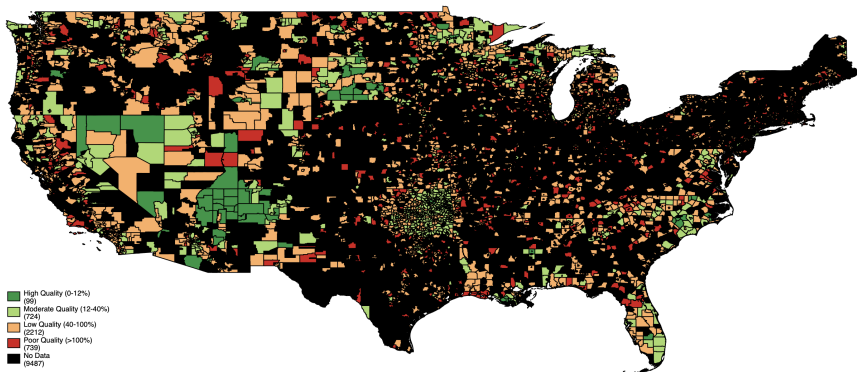 High Quality (0-12%)
(99)
Moderate Quality (12-40%)
(724)
Low Quality (40-100%)
(2212)
Poor Quality (>100%)
(739)
No Data
(9487)